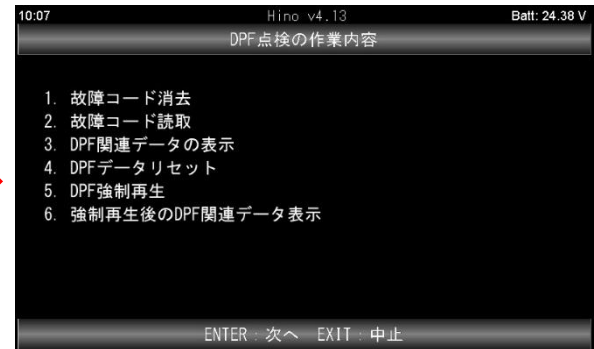 10:07 Hino v4.13 Batt: 24.38 V
DPF点検の作業内容
1. 故障コード消去
2. 故障コード読取
3. DPF関連データの表示
4. DPFデータリセット
5. DPF強制再生
6. 強制再生後のDPF関連データ表示
ENTER：次へ EXIT：中止